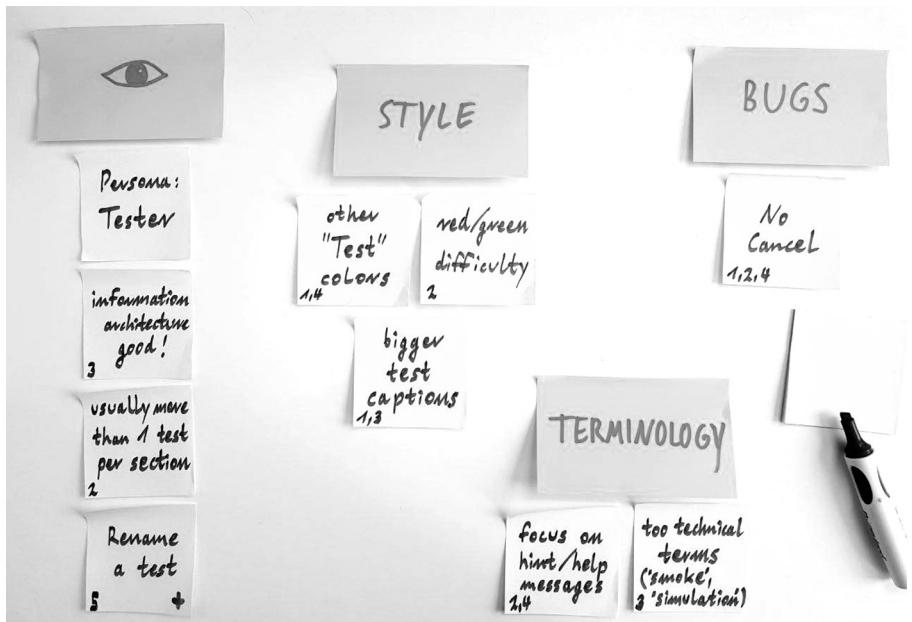 Persona:
Tester
information
architecture
good!
3
usually more
than 1 test
per section
2
Rename
a test
5 +
STYLE
other
"Test"
colors
1,4
red/green
difficulty
2
bigger
test
captions
1,3
TERMINOLOGY
focus on
hint/help
messages
2,4
too technical
terms
('smoke',
3 'simulation')
BUGS
No
Cancel
1,2,4